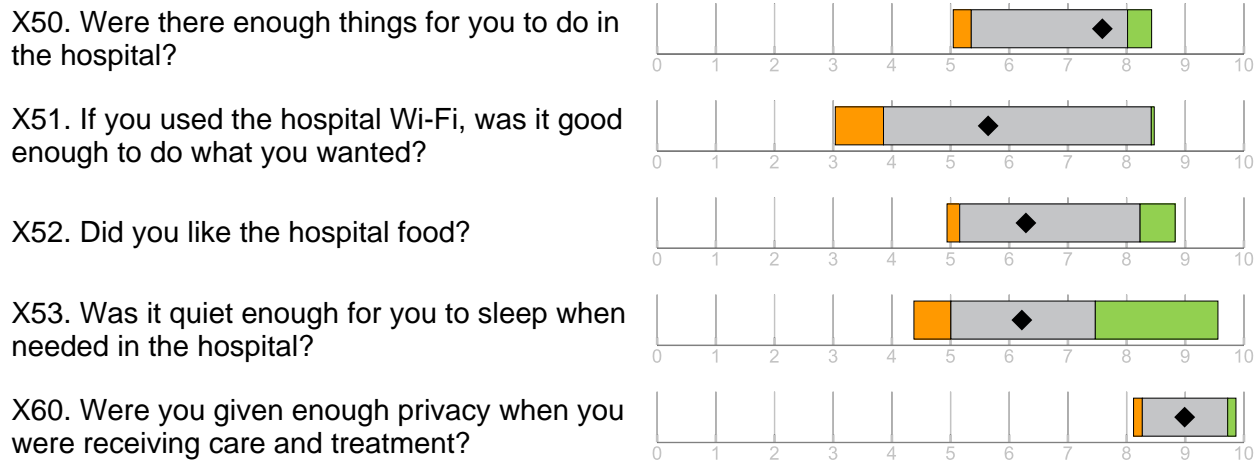 X50. Were there enough things for you to do in
the hospital?
0 1 2 3 4 5 6 7 8 9 10
X51. If you used the hospital Wi-Fi, was it good
enough to do what you wanted?
0 1 2 3 4 5 6 7 8 9 10
X52. Did you like the hospital food?
0 1 2 3 4 5 6 7 8 9 10
X53. Was it quiet enough for you to sleep when
needed in the hospital?
0 1 2 3 4 5 6 7 8 9 10
X60. Were you given enough privacy when you
were receiving care and treatment?
0 1 2 3 4 5 6 7 8 9 10